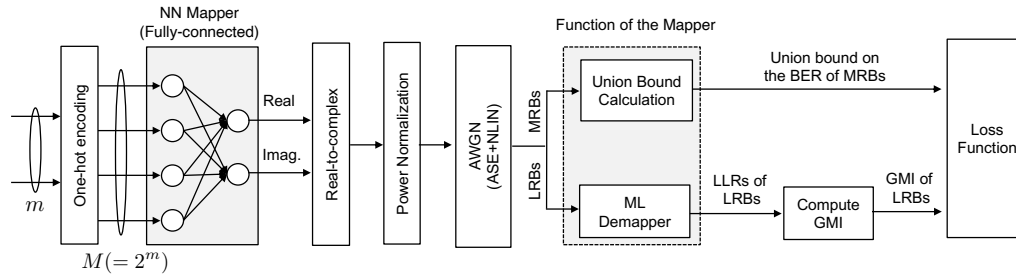 NN Mapper
(Fully-connected)
m
One-hot encoding
M(= 2^m)
Real
Imag.
Real-to-complex
Power Normalization
AWGN
(ASE+NLIN)
MRBs
LRBs
Function of the Mapper
Union Bound
Calculation
ML
Demapper
Union bound on
the BER of MRBs
LLRs of
LRBs
Compute
GMI
GMI of
LRBs
Loss
Function